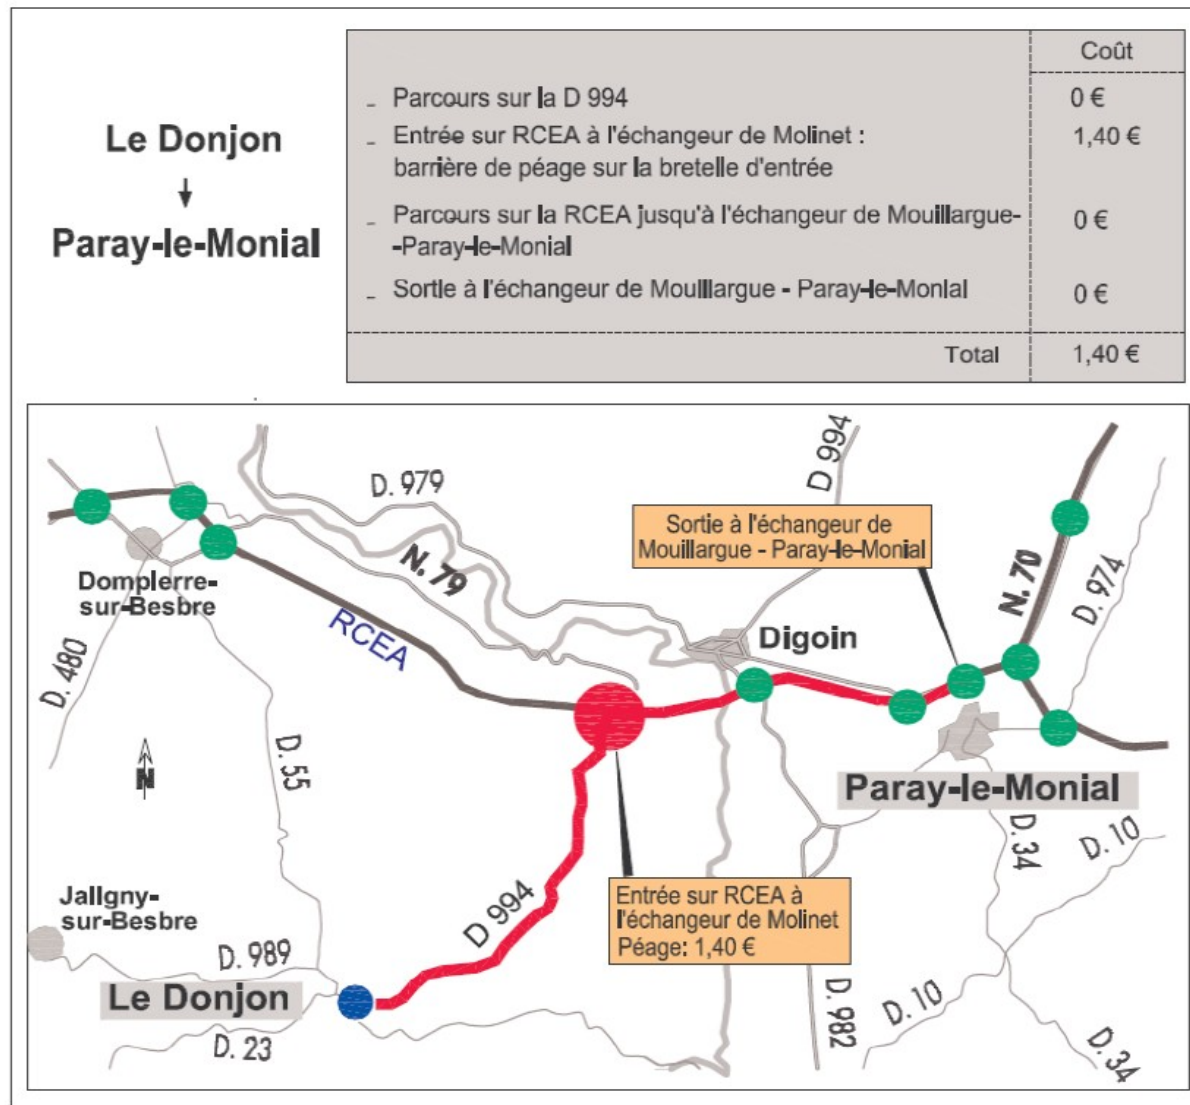 Le Donjon
Paray-le-Monial
Coût
- Parcours sur la D 994
0 €
- Entrée sur RCEA à l'échangeur de Molinet :
1,40 €
barrière de péage sur la bretelle d'entrée
- Parcours sur la RCEA jusqu'à l'échangeur de Mouillargue-
0 €
-Paray-le-Monial
- Sortie à l'échangeur de Mouillargue - Paray-le-Monial
0 €
Total
1,40 €
D 994
D. 979
Sortie à l'échangeur de
Mouillargue - Paray-le-Monial
N. 79
N. 70
D. 974
Dompierre-
sur-Besbre
RCEA
Digoin
D. 480
N
D. 55
Paray-le-Monial
D. 34
D. 10
Jaligny-
sur-Besbre
D 994
Entrée sur RCEA à
l'échangeur de Molinet
Péage: 1,40 €
D. 989
Le Donjon
D. 982
D. 10
D. 23
D. 34